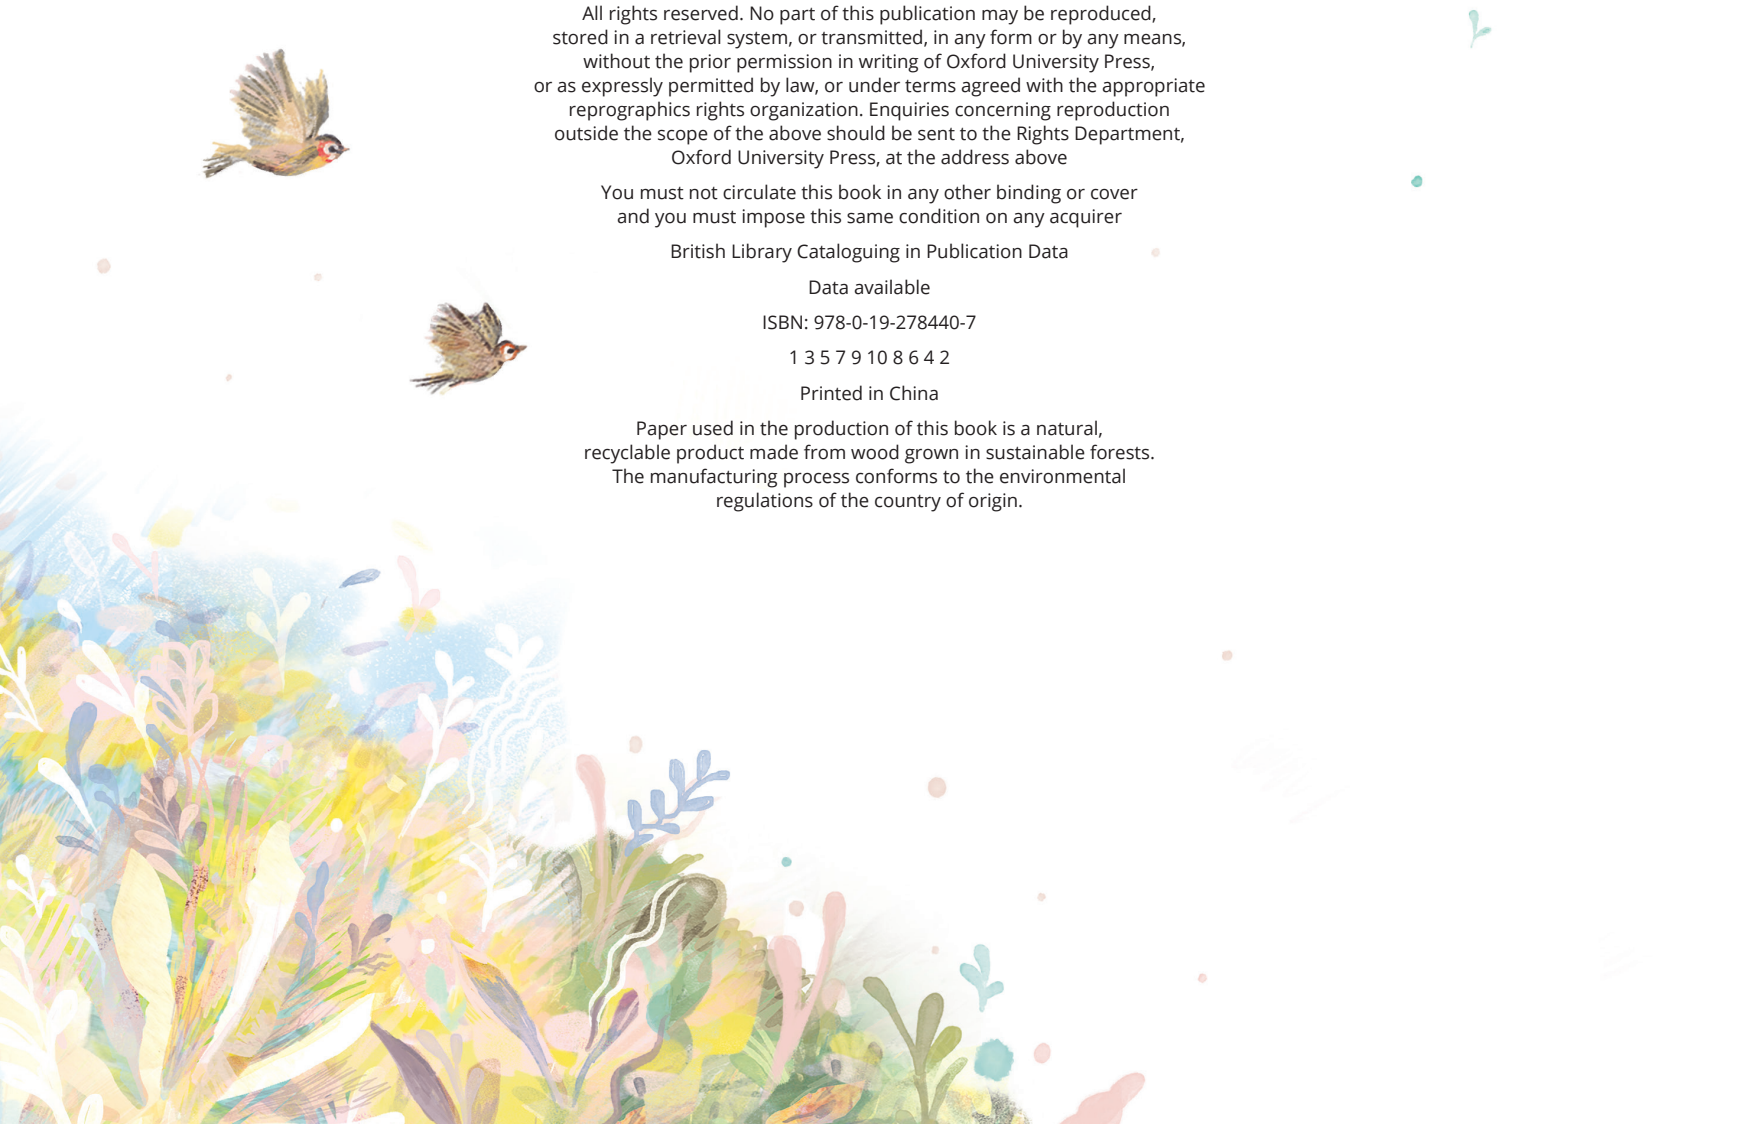 All rights reserved. No part of this publication may be reproduced,
stored in a retrieval system, or transmitted, in any form or by any means,
without the prior permission in writing of Oxford University Press,
or as expressly permitted by law, or under terms agreed with the appropriate
reprographics rights organization. Enquiries concerning reproduction
outside the scope of the above should be sent to the Rights Department,
Oxford University Press, at the address above
You must not circulate this book in any other binding or cover
and you must impose this same condition on any acquirer
British Library Cataloguing in Publication Data
Data available
ISBN: 978-0-19-278440-7
1 3 5 7 9 10 8 6 4 2
Printed in China
Paper used in the production of this book is a natural,
recyclable product made from wood grown in sustainable forests.
The manufacturing process conforms to the environmental
regulations of the country of origin.